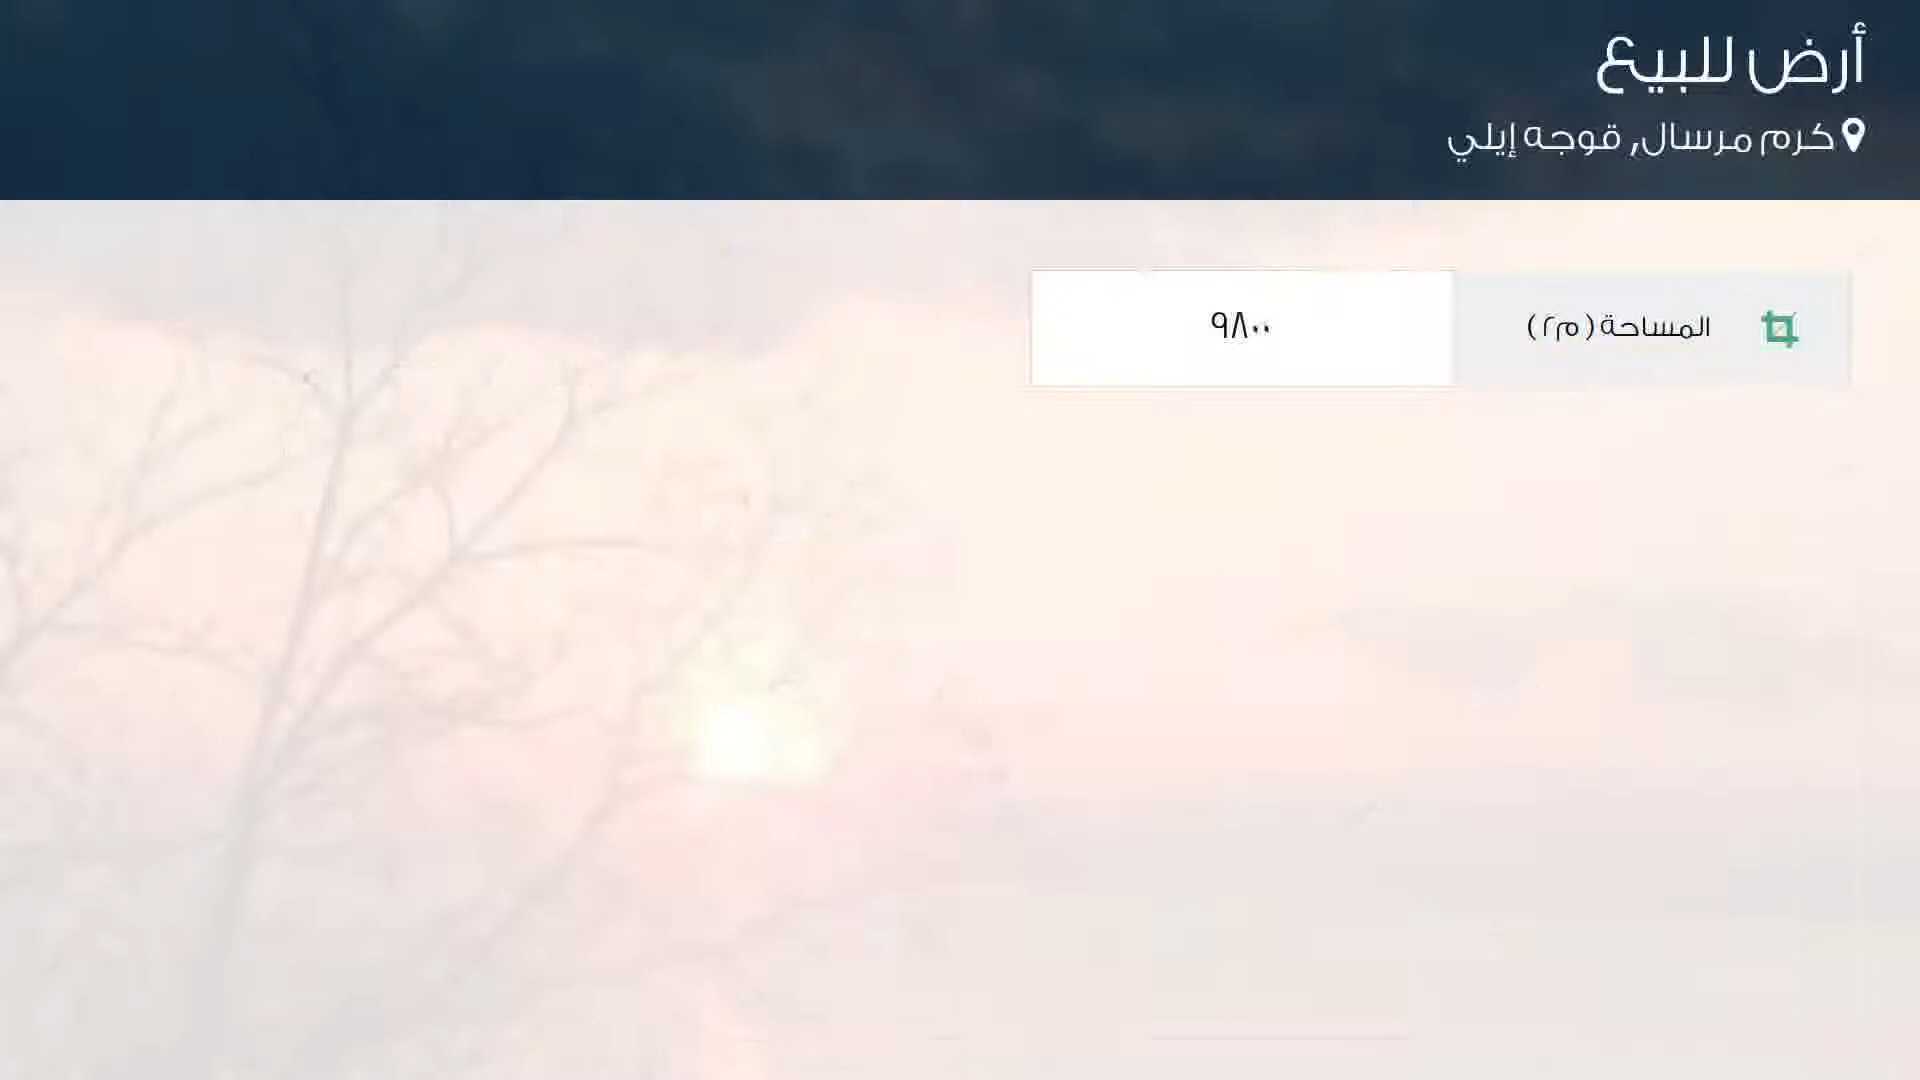 أرض للبيع
كرم مرسال, قوجه إيلي
المساحة (م٢)
٩٨٠٠